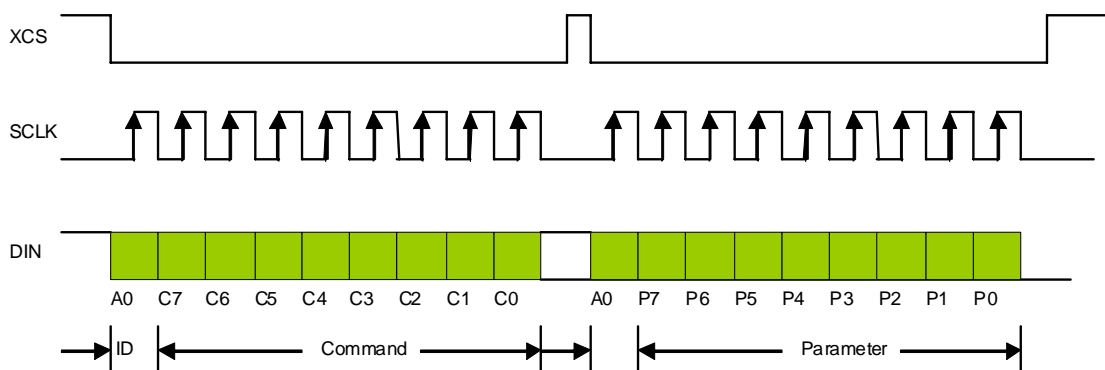 XCS
SCLK
DIN
A0 C7 C6 C5 C4 C3 C2 C1 C0 A0 P7 P6 P5 P4 P3 P2 P1 P0
ID Command Parameter